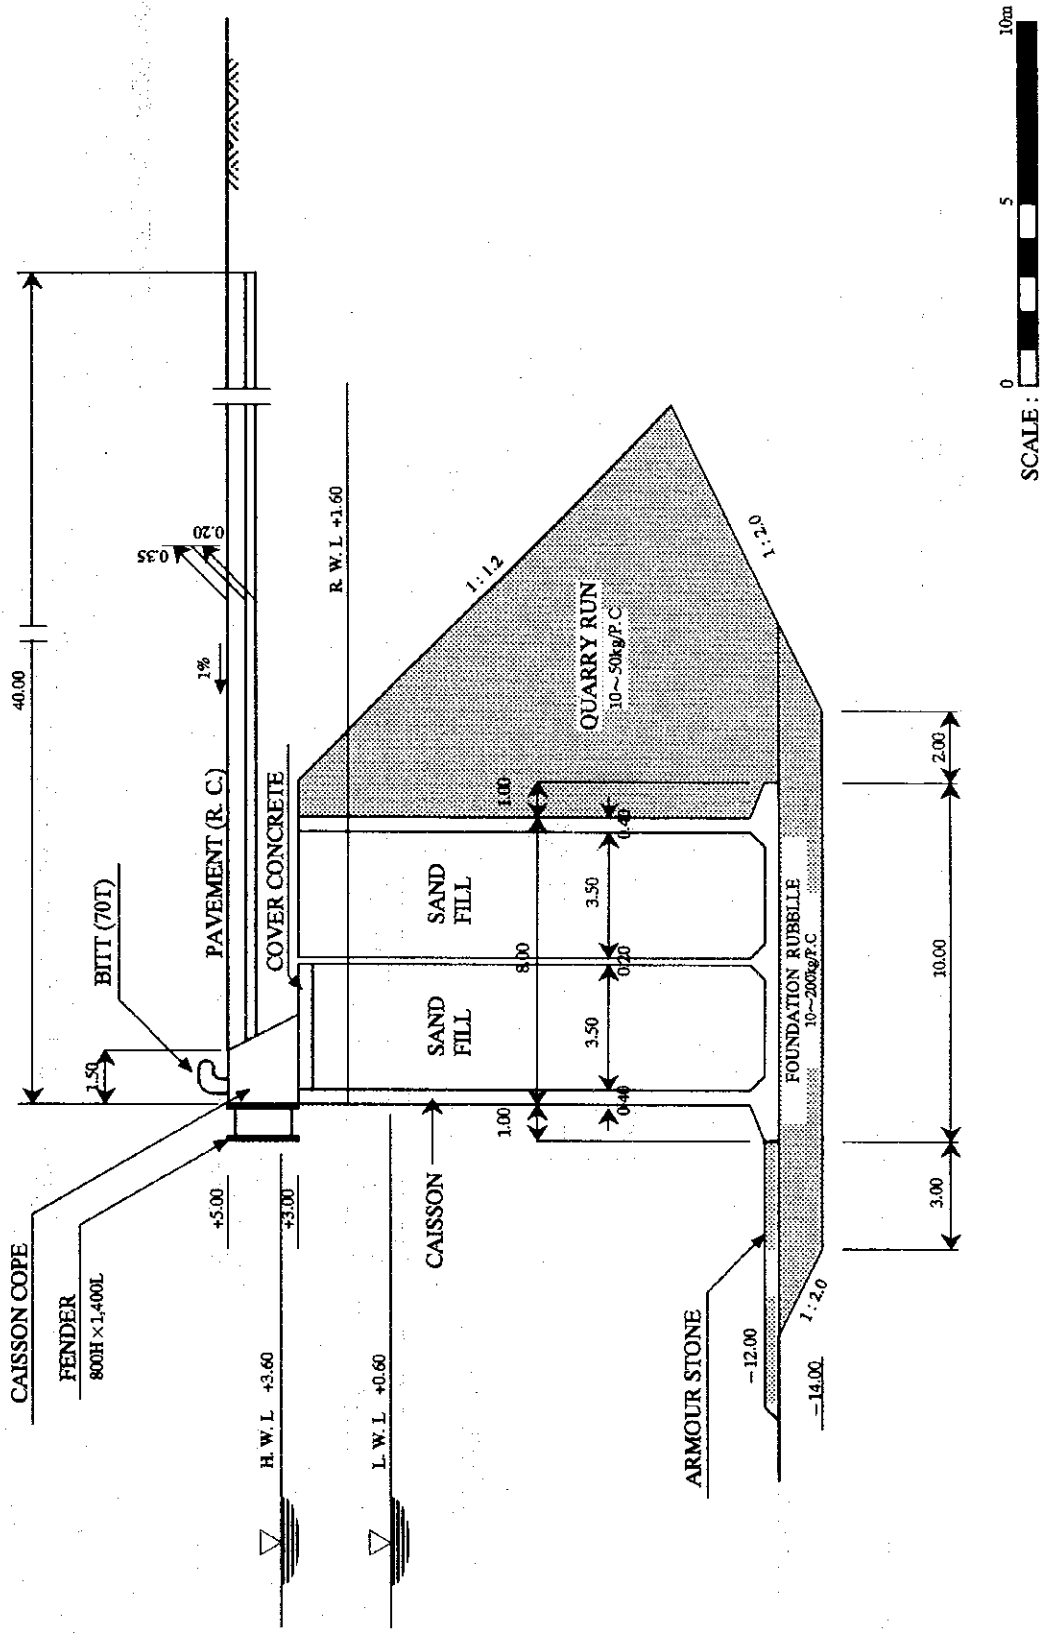 40.00
0.35
0.20
1%
1.50
BITT (70T)
PAVEMENT (R. C.)
COVER CONCRETE
R. W. L +1.60
CAISSON COPE
FENDER
800H×1,400L
+5.00
+3.00
H. W. L +3.60
L. W. L +0.60
CAISSON
SAND
FILL
SAND
FILL
1.00
8.00
1.00
0.40
3.50
0.20
3.50
0.40
QUARRY RUN
10~50kg/P.C
1 : 1.2
1 : 2.0
FOUNDATION RUBBLLE
10~200kg/P.C
ARMOUR STONE
-12.00
-14.00
1 : 2.0
3.00
10.00
2.00
SCALE :
0
5
10m